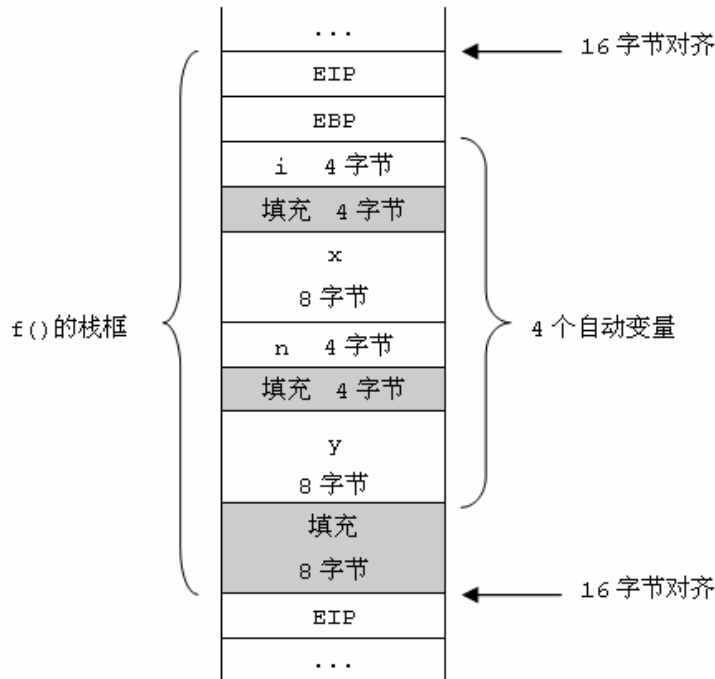 ...
16 字节对齐
EIP
EBP
i 4 字节
填充 4 字节
x
8 字节
f()的栈框
4 个自动变量
n 4 字节
填充 4 字节
y
8 字节
填充
8 字节
16 字节对齐
EIP
...